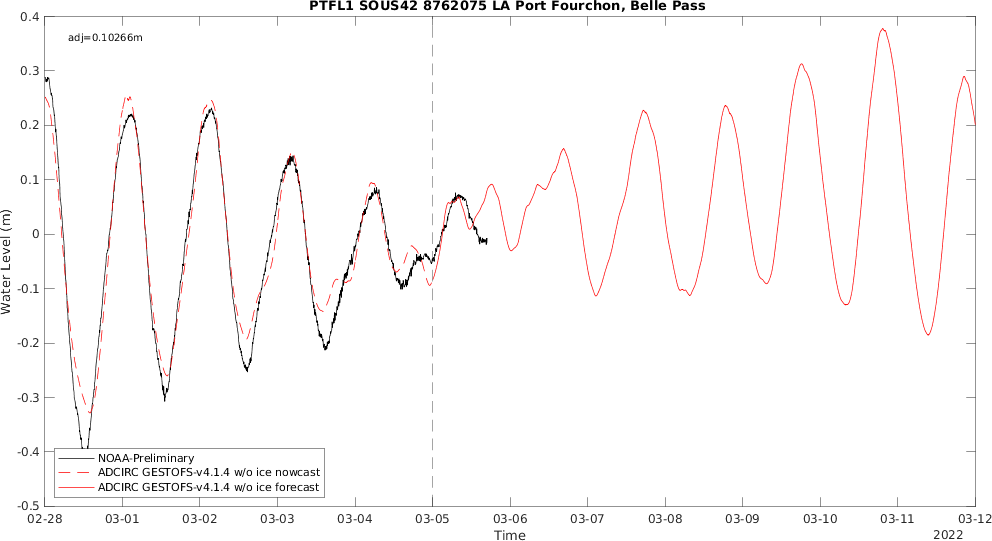 PTFL1 SOUS42 8762075 LA Port Fourchon, Belle Pass
adj=0.10266m
0.4
0.3
0.2
0.1
0
-0.1
-0.2
-0.3
-0.4
-0.5
Water Level (m)
NOAA-Preliminary
ADCIRC GESTOFS-v4.1.4 w/o ice nowcast
ADCIRC GESTOFS-v4.1.4 w/o ice forecast
02-28 03-01 03-02 03-03 03-04 03-05 03-06 03-07 03-08 03-09 03-10 03-11 03-12
Time
2022